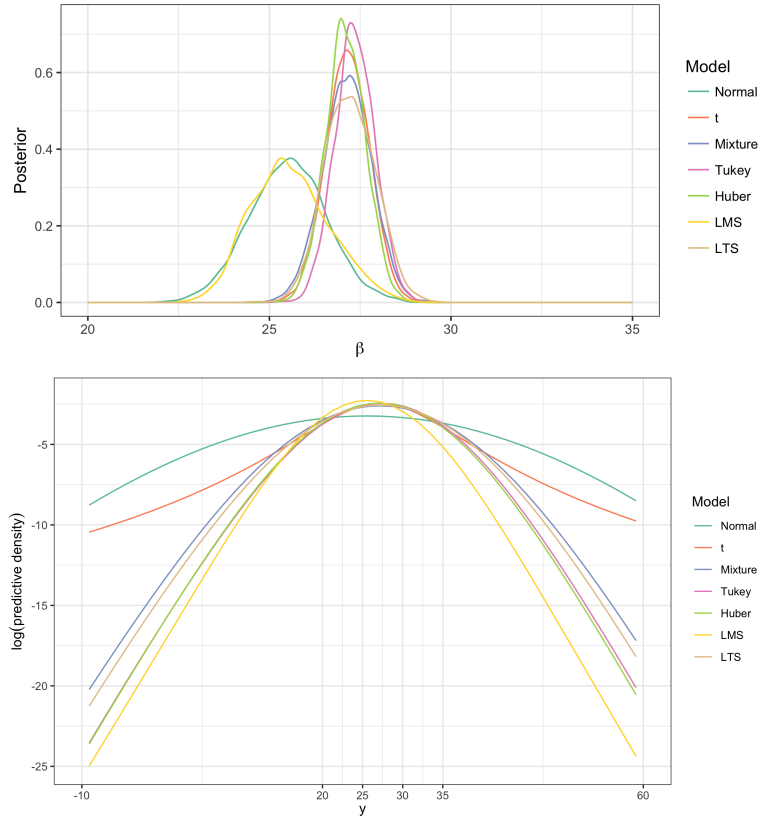 Posterior
0.6
0.4
0.2
0.0
20 25 30 35
β
Model
Normal
t
Mixture
Tukey
Huber
LMS
LTS
log(predictive density)
-5
-10
-15
-20
-25
-10 20 25 30 35 60
y
Model
Normal
t
Mixture
Tukey
Huber
LMS
LTS